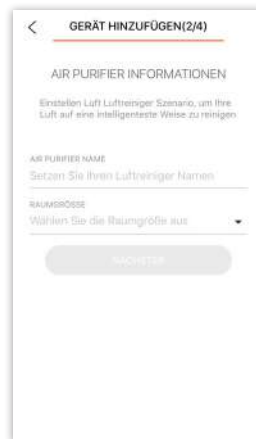 GERÄT HINZUFÜGEN(2/4)
AIR PURIFIER INFORMATIONEN
Einstellen Luft Luftreiniger Szenario, um Ihre
Luft auf eine intelligenteste Weise zu reinigen
AIR PURIFIER NAME
Setzen Sie Ihren Luftreiniger Namen
RAUMGRÖSSE
Wählen Sie die Raumgröße aus
NÄCHSTER